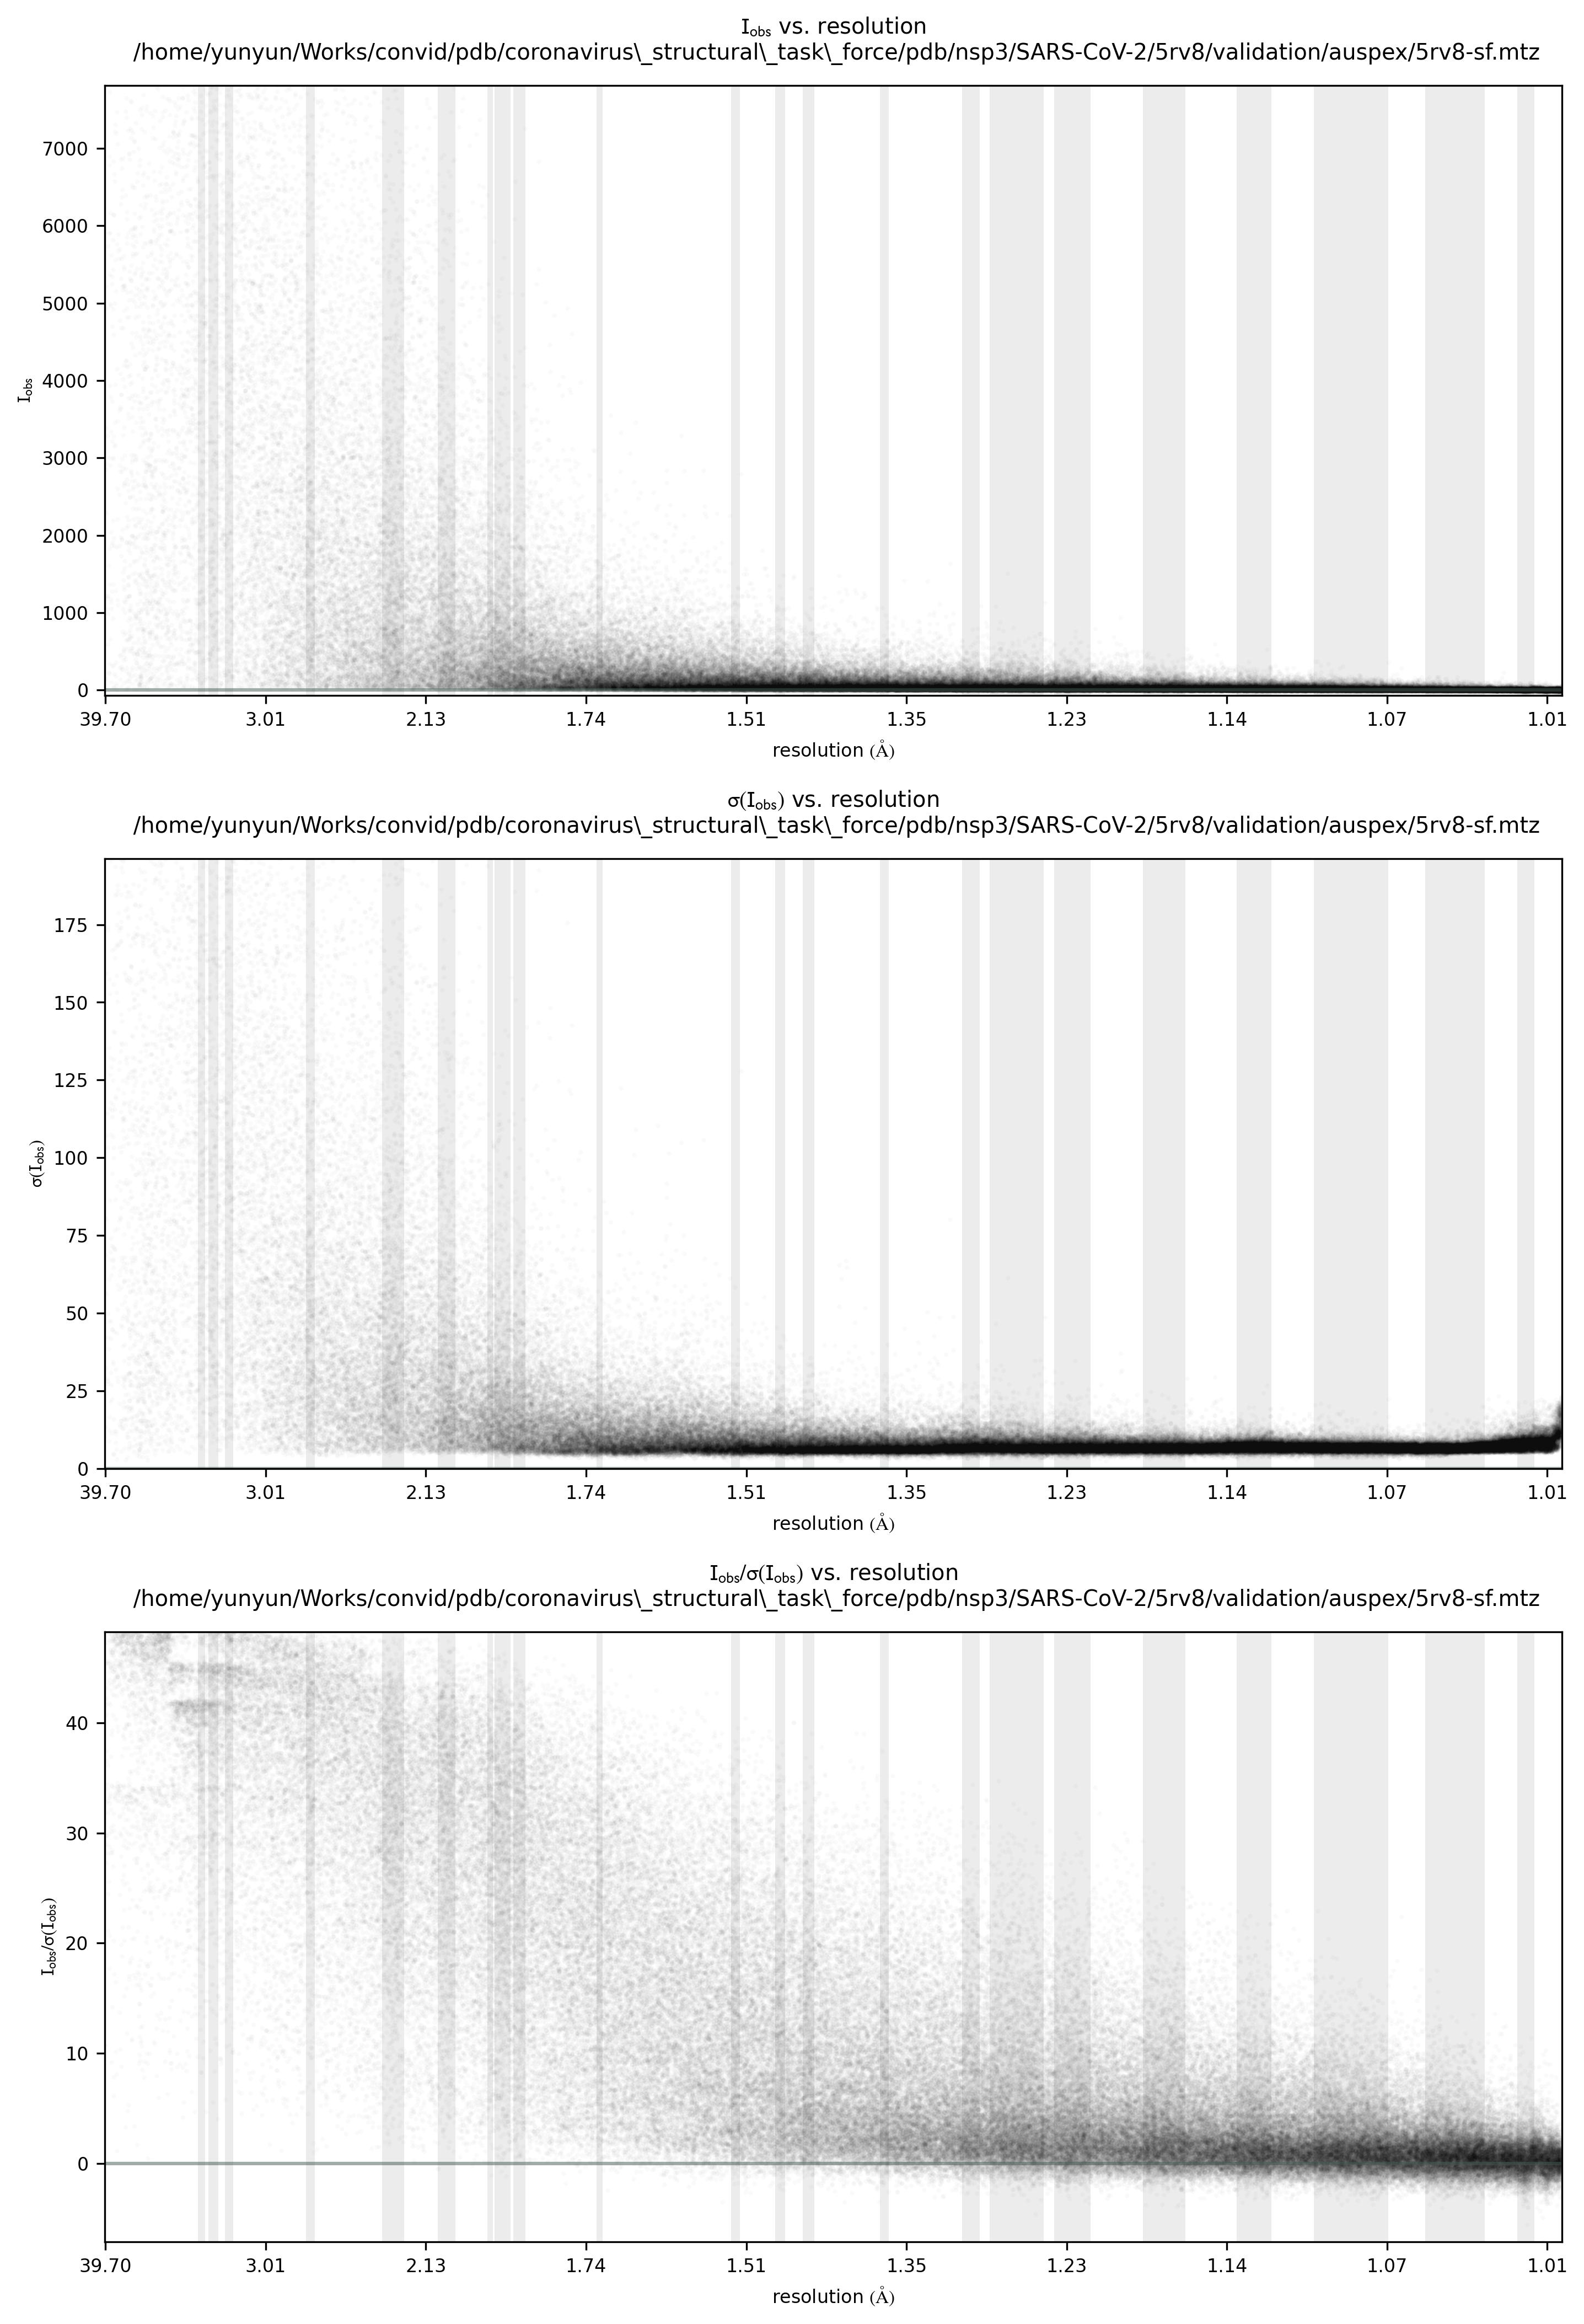 Iobs vs. resolution
/home/yunyun/Works/convid/pdb/coronavirus\_structural\_task\_force/pdb/nsp3/SARS-CoV-2/5rv8/validation/auspex/5rv8-sf.mtz
7000
6000
5000
4000
3000
2000
1000
0
Iobs
39.70 3.01 2.13 1.74 1.51 1.35 1.23 1.14 1.07 1.01
resolution (Å)
σ(Iobs) vs. resolution
/home/yunyun/Works/convid/pdb/coronavirus\_structural\_task\_force/pdb/nsp3/SARS-CoV-2/5rv8/validation/auspex/5rv8-sf.mtz
175
150
125
100
75
50
25
0
σ(Iobs)
39.70 3.01 2.13 1.74 1.51 1.35 1.23 1.14 1.07 1.01
resolution (Å)
Iobs/σ(Iobs) vs. resolution
/home/yunyun/Works/convid/pdb/coronavirus\_structural\_task\_force/pdb/nsp3/SARS-CoV-2/5rv8/validation/auspex/5rv8-sf.mtz
40
30
20
10
0
Iobs/σ(Iobs)
39.70 3.01 2.13 1.74 1.51 1.35 1.23 1.14 1.07 1.01
resolution (Å)